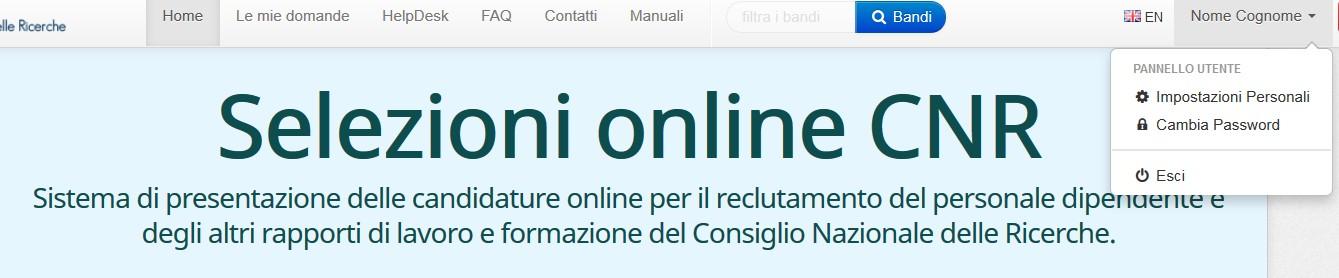 elle Ricerche
Home Le mie domande HelpDesk FAQ Contatti Manuali filtra i bandi Bandi EN Nome Cognome
PANNELLO UTENTE
Impostazioni Personali
Cambia Password
Esci
Selezioni online CNR
Sistema di presentazione delle candidature online per il reclutamento del personale dipendente e
degli altri rapporti di lavoro e formazione del Consiglio Nazionale delle Ricerche.